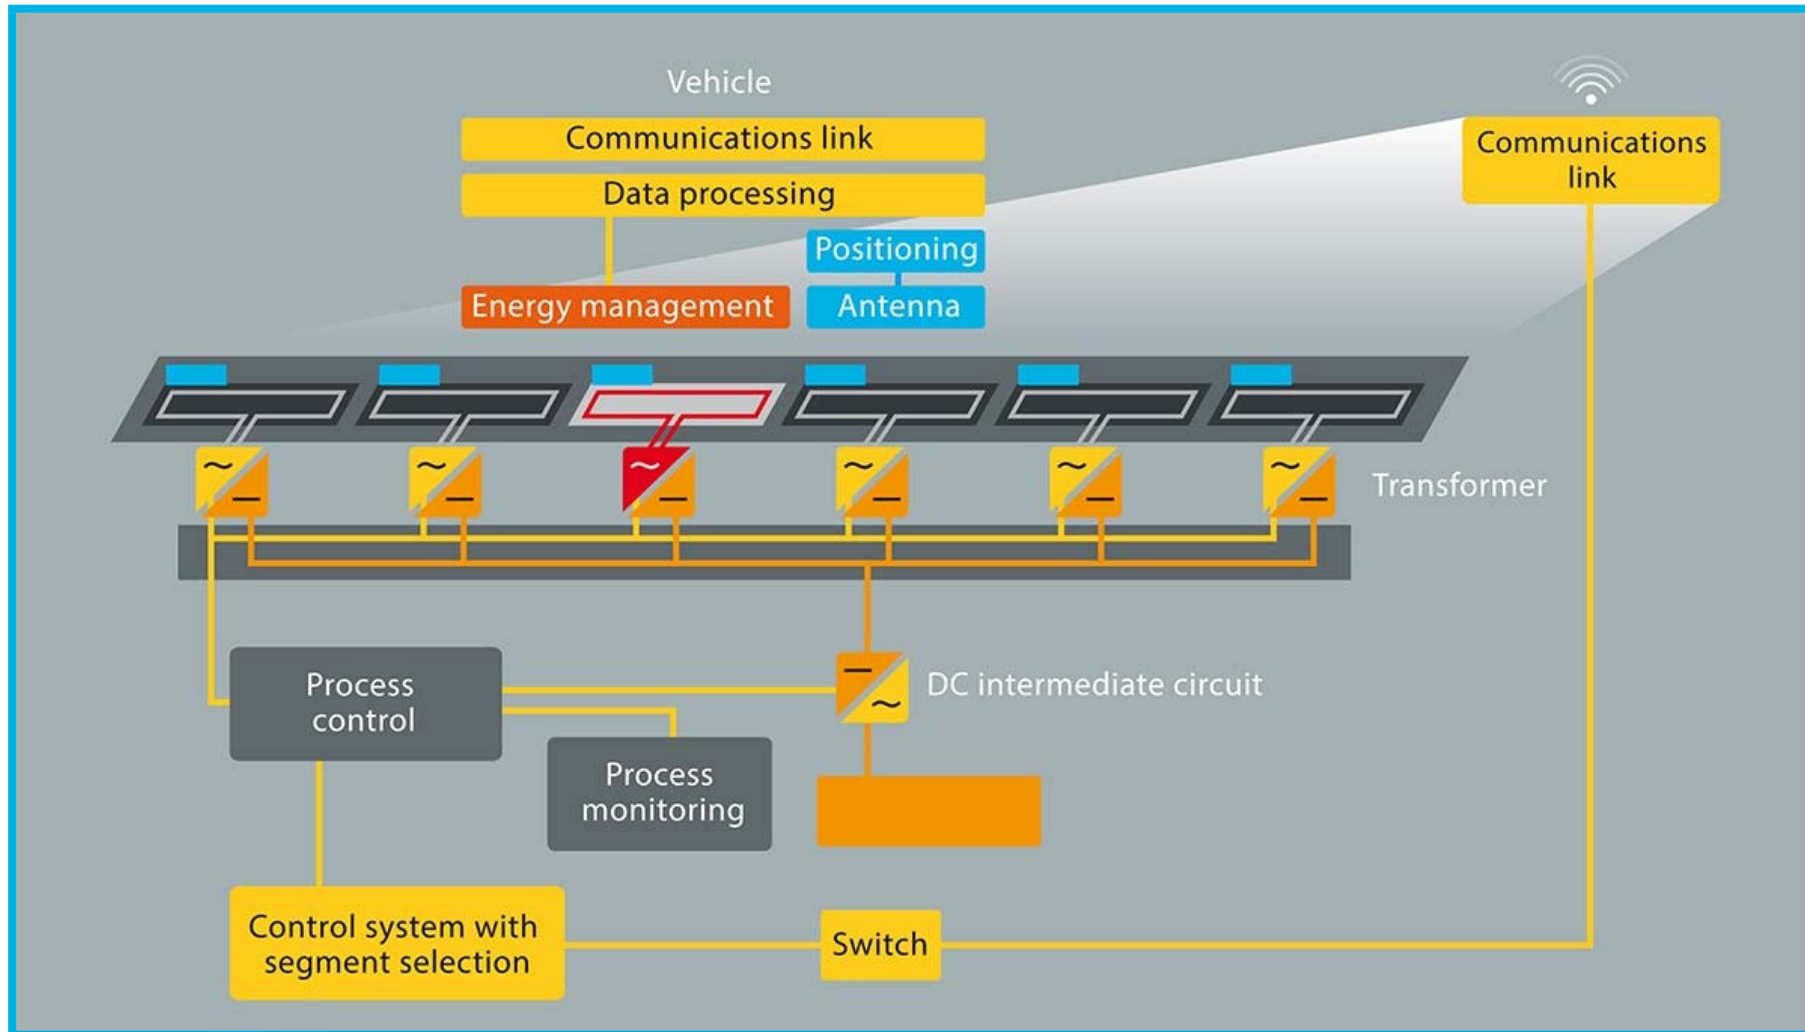 Vehicle
Communications link
Data processing
Positioning
Energy management
Antenna
Communications
link
Transformer
Process
control
DC intermediate circuit
Process
monitoring
Control system with
segment selection
Switch